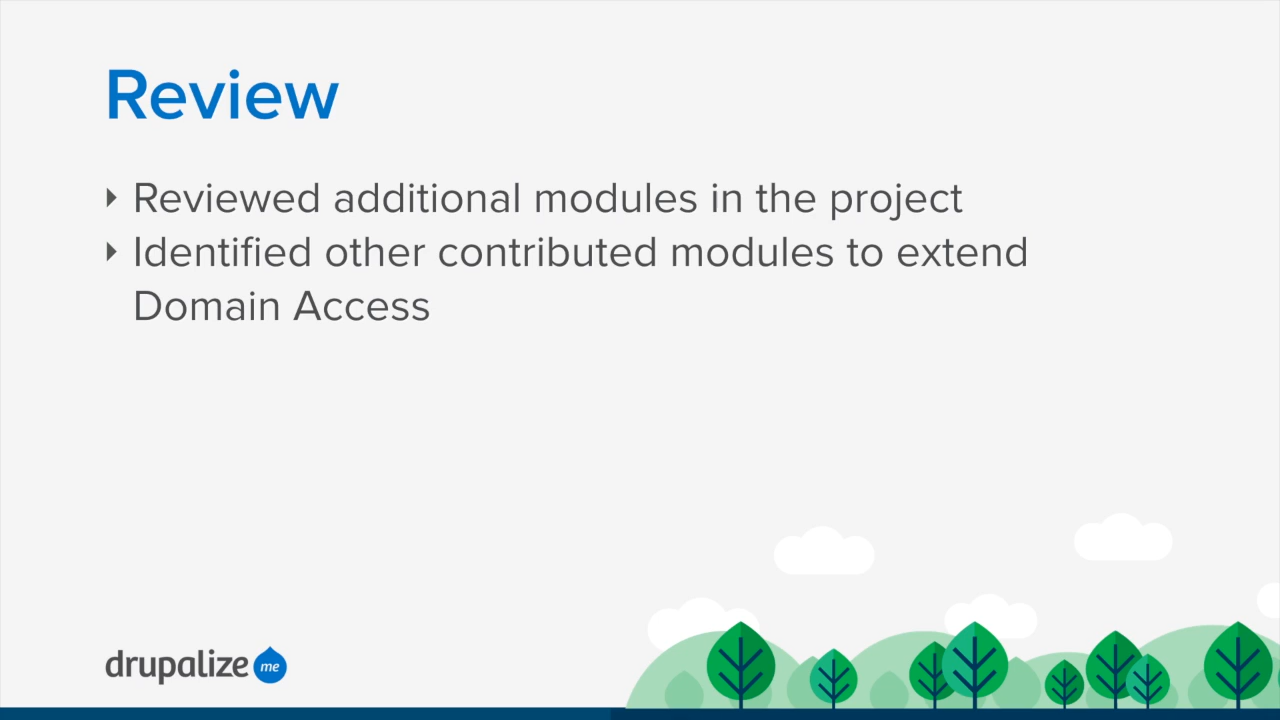 Review
‣ Reviewed additional modules in the project
‣ Identified other contributed modules to extend
Domain Access
drupalize me